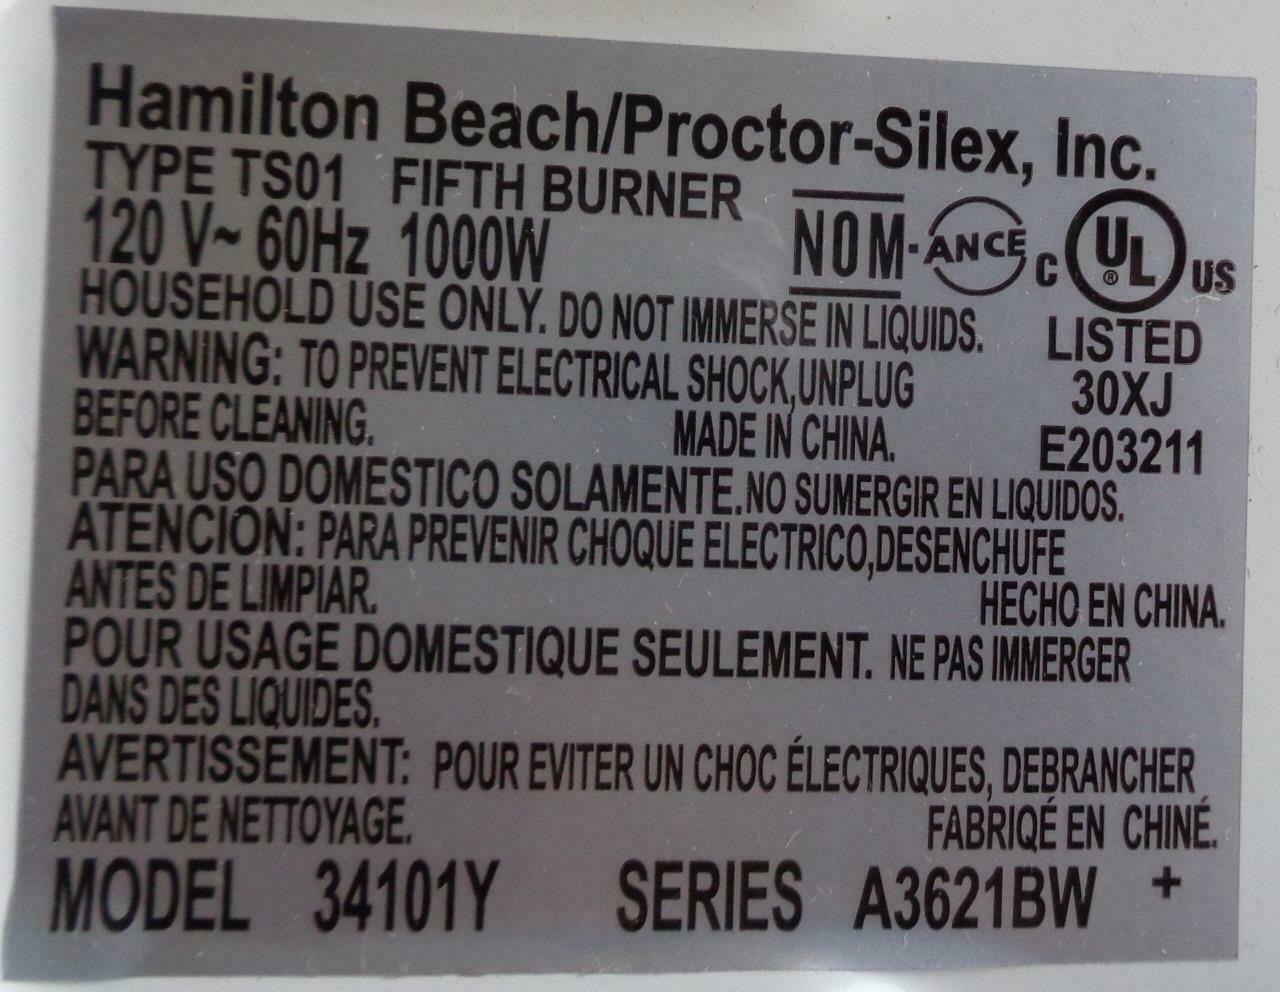 Hamilton Beach/Proctor-Silex, Inc.
TYPE TS01 FIFTH BURNER
120 V~ 60Hz 1000W
NOM-ANCE C UL® US
HOUSEHOLD USE ONLY. DO NOT IMMERSE IN LIQUIDS. LISTED
WARNING: TO PREVENT ELECTRICAL SHOCK,UNPLUG 30XJ
BEFORE CLEANING. MADE IN CHINA. E203211
PARA USO DOMESTICO SOLAMENTE. NO SUMERGIR EN LIQUIDOS.
ATENCION: PARA PREVENIR CHOQUE ELECTRICO,DESENCHUFE
ANTES DE LIMPIAR. HECHO EN CHINA.
POUR USAGE DOMESTIQUE SEULEMENT. NE PAS IMMERGER
DANS DES LIQUIDES.
AVERTISSEMENT: POUR EVITER UN CHOC ÉLECTRIQUES, DEBRANCHER
AVANT DE NETTOYAGE. FABRIQÉ EN CHINÉ.
MODEL 34101Y SERIES A3621BW +